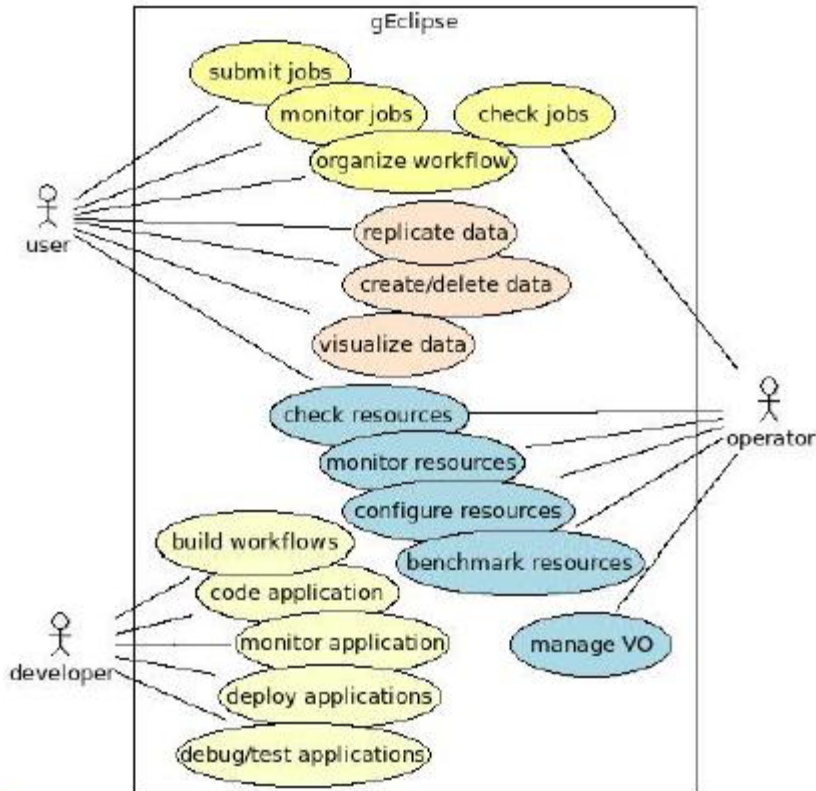 gEclipse
submit jobs
monitor jobs
check jobs
organize workflow
user
replicate data
create/delete data
visualize data
check resources
operator
monitor resources
configure resources
build workflows
benchmark resources
code application
monitor application
manage VO
developer
deploy applications
debug/test applications